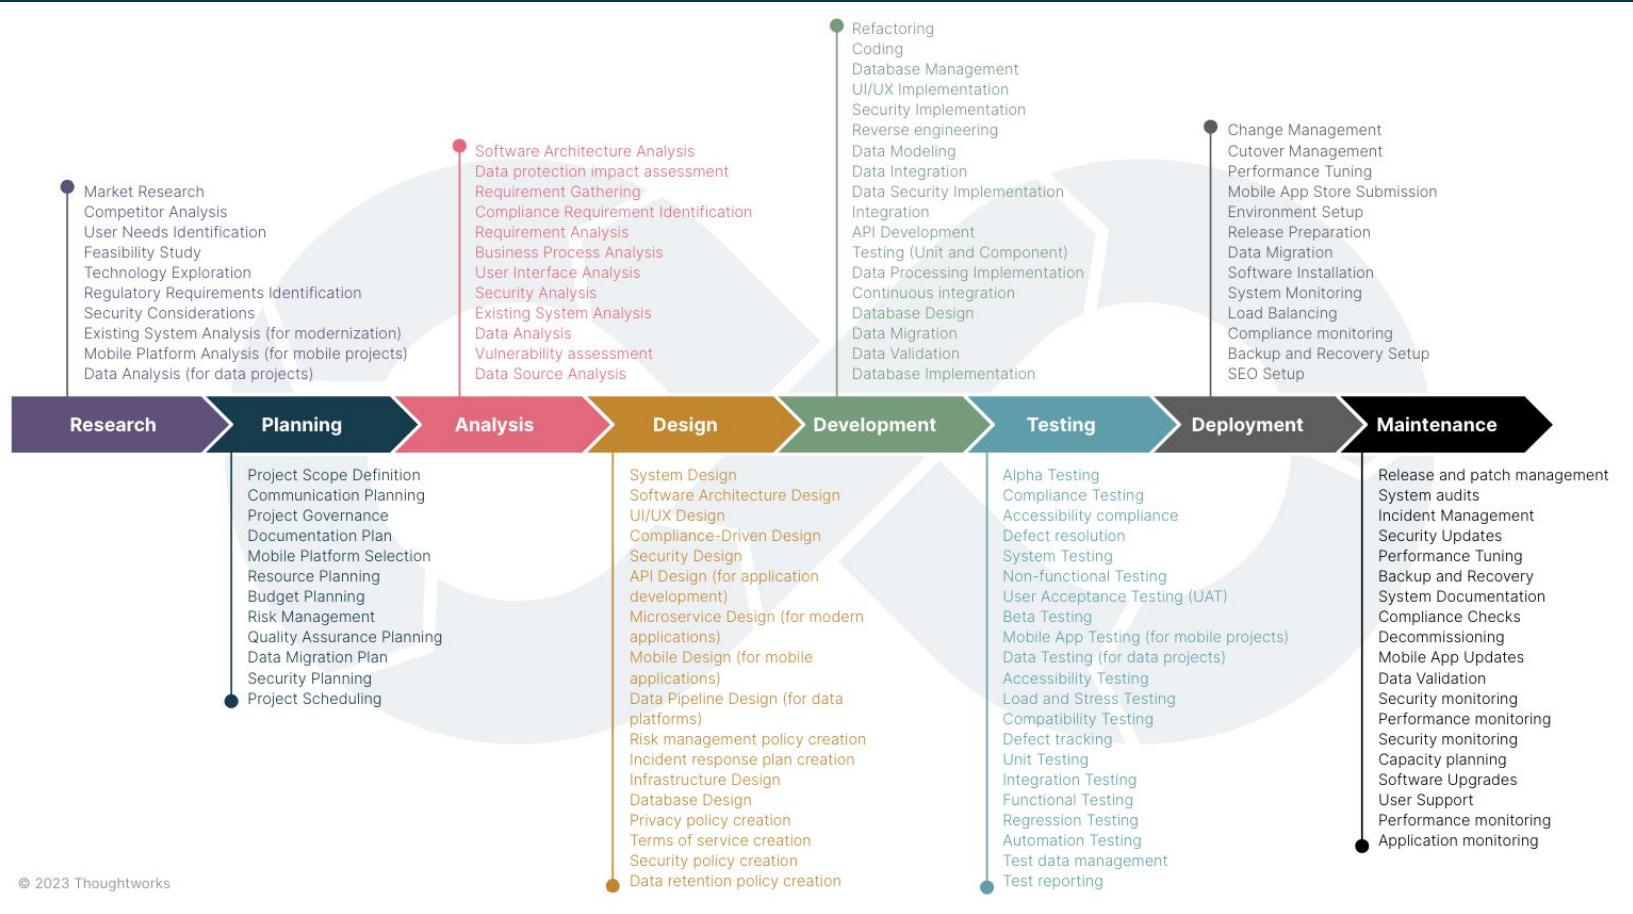 Market Research
Competitor Analysis
User Needs Identification
Feasibility Study
Technology Exploration
Regulatory Requirements Identification
Security Considerations
Existing System Analysis (for modernization)
Mobile Platform Analysis (for mobile projects)
Data Analysis (for data projects)
Software Architecture Analysis
Data protection impact assessment
Requirement Gathering
Compliance Requirement Identification
Requirement Analysis
Business Process Analysis
User Interface Analysis
Security Analysis
Existing System Analysis
Data Analysis
Vulnerability assessment
Data Source Analysis
Refactoring
Coding
Database Management
UI/UX Implementation
Security Implementation
Reverse engineering
Data Modeling
Data Integration
Data Security Implementation
Integration
API Development
Testing (Unit and Component)
Data Processing Implementation
Continuous integration
Database Design
Data Migration
Data Validation
Database Implementation
Change Management
Cutover Management
Performance Tuning
Mobile App Store Submission
Environment Setup
Release Preparation
Data Migration
Software Installation
System Monitoring
Load Balancing
Compliance monitoring
Backup and Recovery Setup
SEO Setup
Research
Planning
Analysis
Design
Development
Testing
Deployment
Maintenance
Project Scope Definition
Communication Planning
Project Governance
Documentation Plan
Mobile Platform Selection
Resource Planning
Budget Planning
Risk Management
Quality Assurance Planning
Data Migration Plan
Security Planning
Project Scheduling
System Design
Software Architecture Design
UI/UX Design
Compliance-Driven Design
Security Design
API Design (for application
development)
Microservice Design (for modern
applications)
Mobile Design (for mobile
applications)
Data Pipeline Design (for data
platforms)
Risk management policy creation
Incident response plan creation
Infrastructure Design
Database Design
Privacy policy creation
Terms of service creation
Security policy creation
Data retention policy creation
Alpha Testing
Compliance Testing
Accessibility compliance
Defect resolution
System Testing
Non-functional Testing
User Acceptance Testing (UAT)
Beta Testing
Mobile App Testing (for mobile projects)
Data Testing (for data projects)
Accessibility Testing
Load and Stress Testing
Compatibility Testing
Defect tracking
Unit Testing
Integration Testing
Functional Testing
Regression Testing
Automation Testing
Test data management
Test reporting
Release and patch management
System audits
Incident Management
Security Updates
Performance Tuning
Backup and Recovery
System Documentation
Compliance Checks
Decommissioning
Mobile App Updates
Data Validation
Security monitoring
Performance monitoring
Security monitoring
Capacity planning
Software Upgrades
User Support
Performance monitoring
Application monitoring
© 2023 Thoughtworks